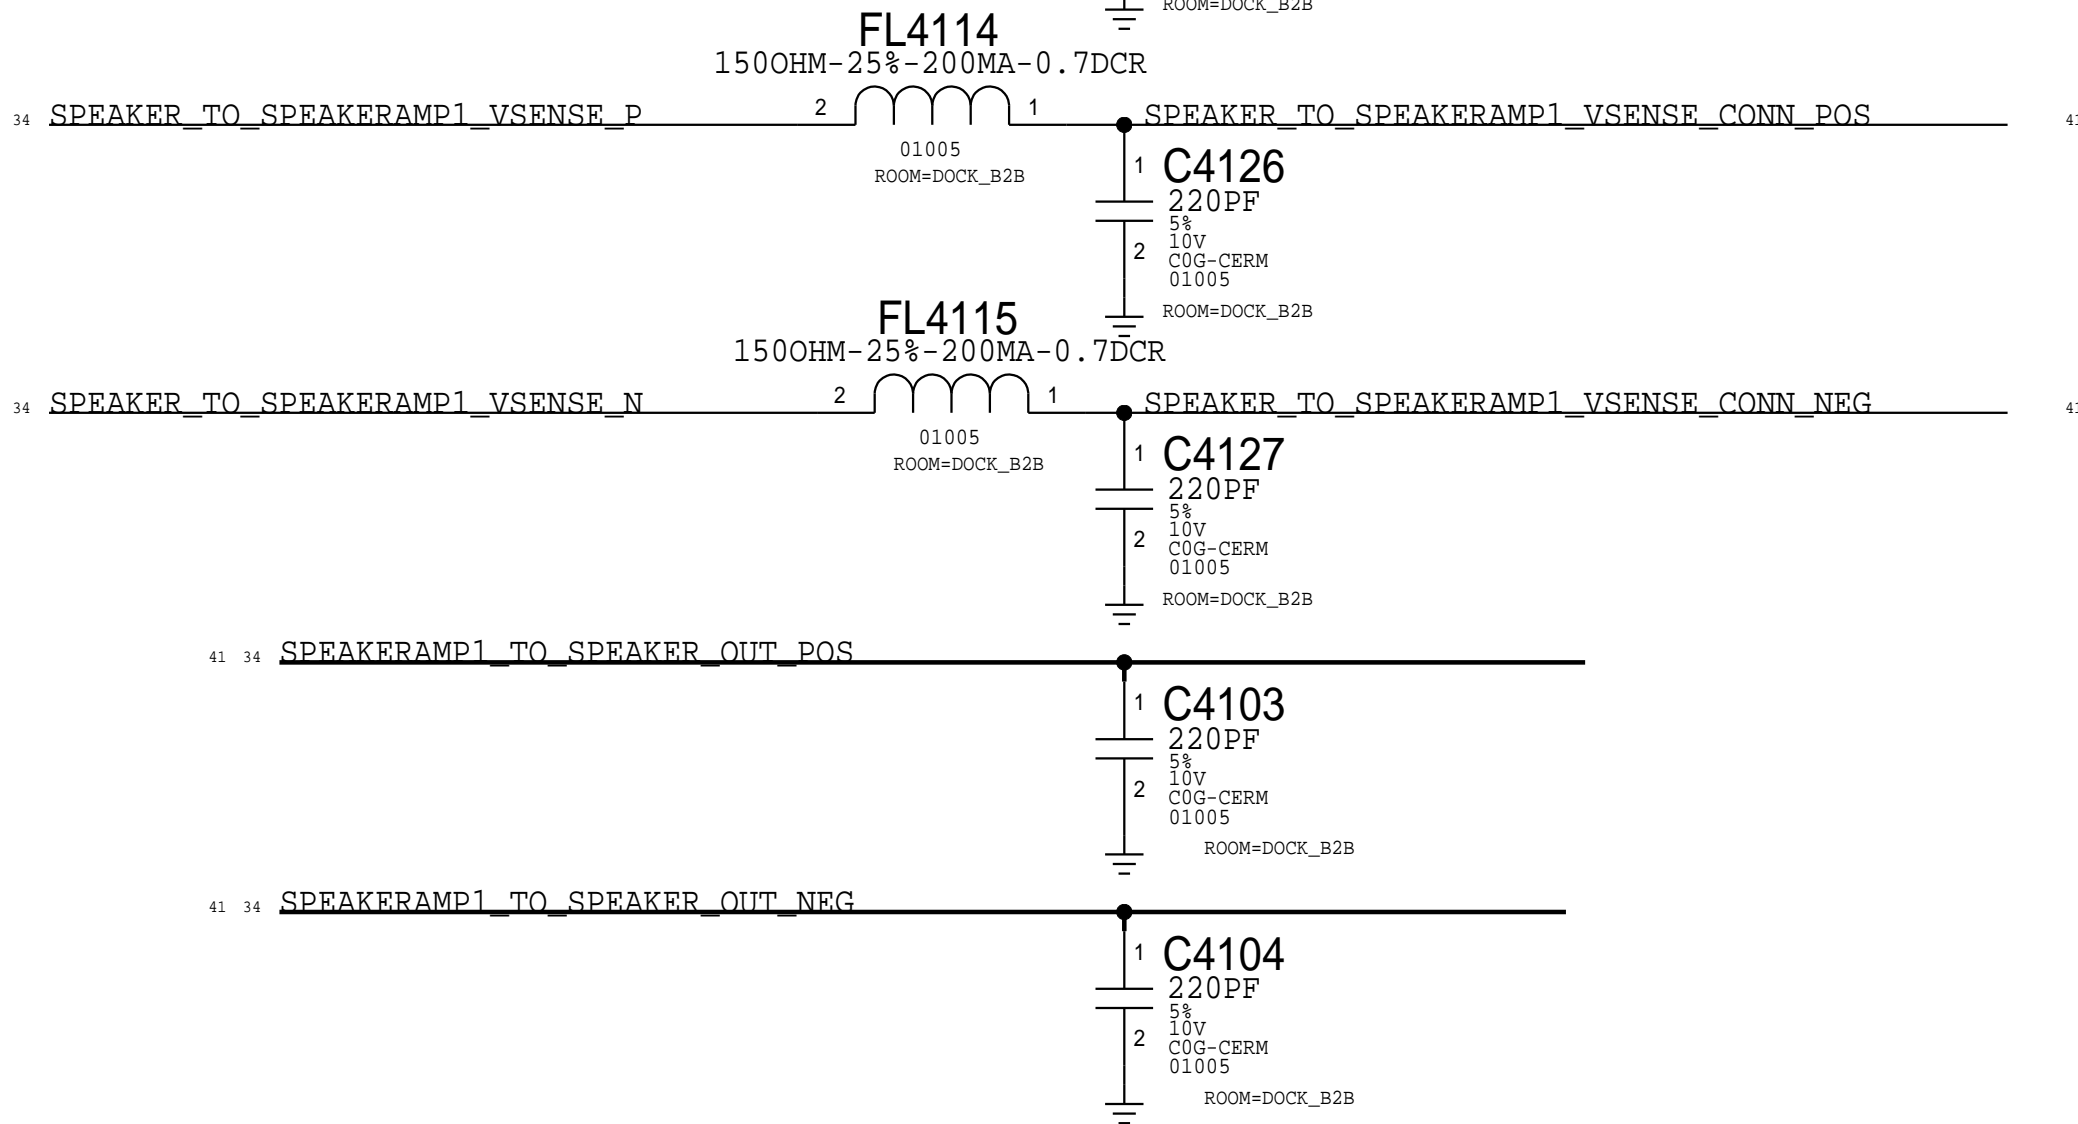 ROOM=DOCK_B2B
FL4114
150OHM-25%-200MA-0.7DCR
34 SPEAKER_TO_SPEAKERAMP1_VSENSE_P 2 1 SPEAKER_TO_SPEAKERAMP1_VSENSE_CONN_POS 41
01005
ROOM=DOCK_B2B
1 C4126
220PF
5%
10V
2 C0G-CERM
01005
ROOM=DOCK_B2B
FL4115
150OHM-25%-200MA-0.7DCR
34 SPEAKER_TO_SPEAKERAMP1_VSENSE_N 2 1 SPEAKER_TO_SPEAKERAMP1_VSENSE_CONN_NEG 41
01005
ROOM=DOCK_B2B
1 C4127
220PF
5%
10V
2 C0G-CERM
01005
ROOM=DOCK_B2B
41 34 SPEAKERAMP1_TO_SPEAKER_OUT_POS
1 C4103
220PF
5%
10V
2 C0G-CERM
01005
ROOM=DOCK_B2B
41 34 SPEAKERAMP1_TO_SPEAKER_OUT_NEG
1 C4104
220PF
5%
10V
2 C0G-CERM
01005
ROOM=DOCK_B2B